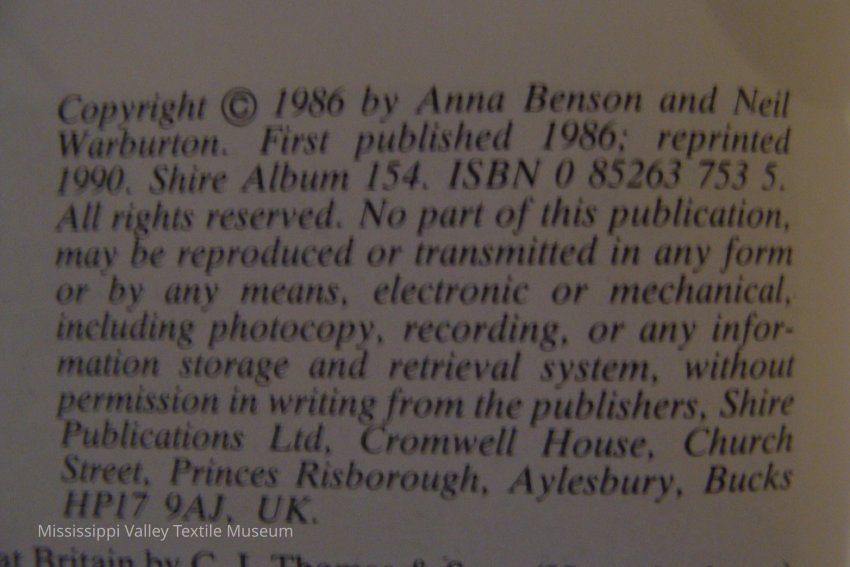 Copyright © 1986 by Anna Benson and Neil
Warburton. First published 1986; reprinted
1990. Shire Album 154. ISBN 0 85263 753 5.
All rights reserved. No part of this publication,
may be reproduced or transmitted in any form
or by any means, electronic or mechanical,
including photocopy, recording, or any infor-
mation storage and retrieval system, without
permission in writing from the publishers, Shire
Publications Ltd, Cromwell House, Church
Street, Princes Risborough, Aylesbury, Bucks
HP17 9AJ, UK.
Mississippi Valley Textile Museum
at Britain by C. I. Thomas &